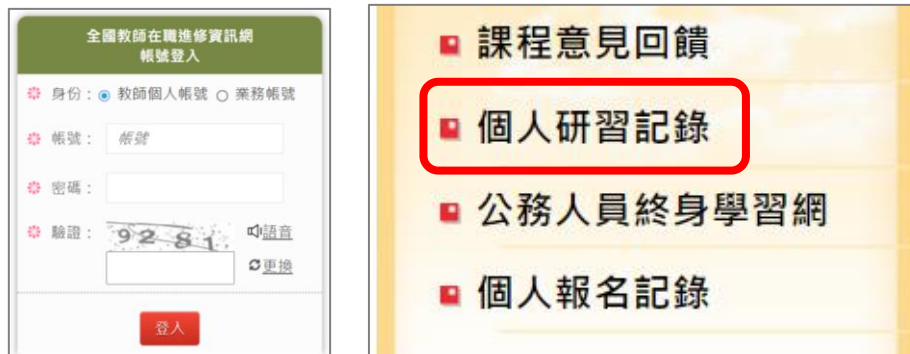 全國教師在職進修資訊網
帳號登入
身份：教師個人帳號 業務帳號
帳號：帳號
密碼：
驗證：9281 語音
更換
登入
課程意見回饋
個人研習記錄
公務人員終身學習網
個人報名記錄